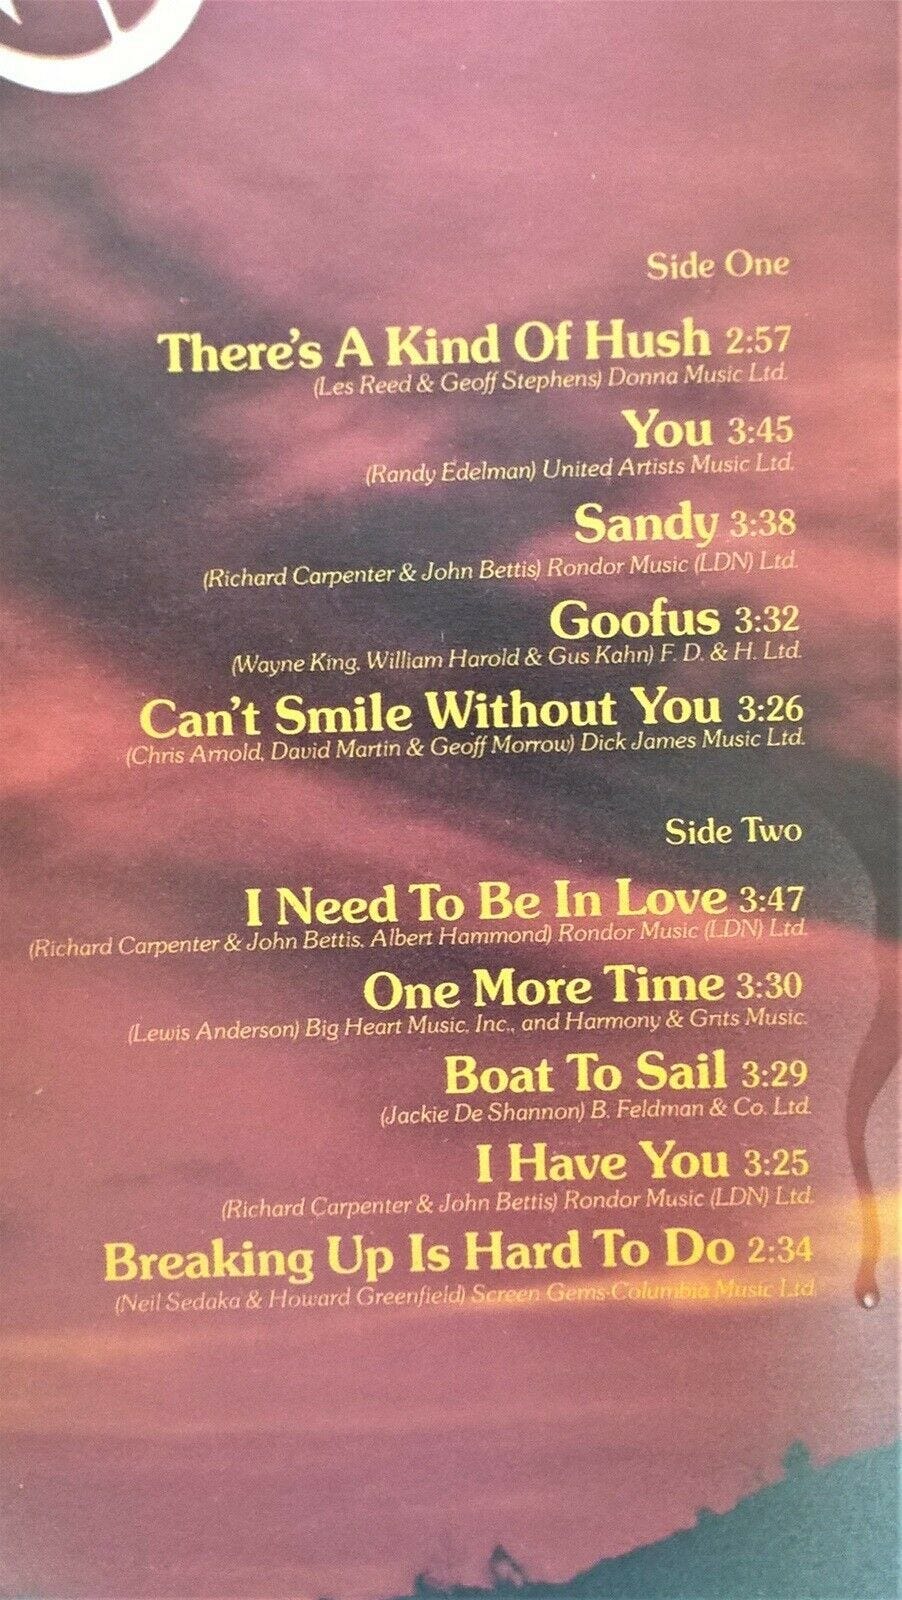 Side One
There's A Kind Of Hush 2:57
(Les Reed & Geoff Stephens) Donna Music Ltd.
You 3:45
(Randy Edelman) United Artists Music Ltd.
Sandy 3:38
(Richard Carpenter & John Bettis) Rondor Music (LDN) Ltd.
Goofus 3:32
(Wayne King, William Harold & Gus Kahn) F. D. & H. Ltd.
Can't Smile Without You 3:26
(Chris Arnold, David Martin & Geoff Morrow) Dick James Music Ltd.
Side Two
I Need To Be In Love 3:47
(Richard Carpenter & John Bettis, Albert Hammond) Rondor Music (LDN) Ltd.
One More Time 3:30
(Lewis Anderson) Big Heart Music, Inc., and Harmony & Grits Music.
Boat To Sail 3:29
(Jackie De Shannon) B. Feldman & Co. Ltd.
I Have You 3:25
(Richard Carpenter & John Bettis) Rondor Music (LDN) Ltd.
Breaking Up Is Hard To Do 2:34
(Neil Sedaka & Howard Greenfield) Screen Gems-Columbia Music Ltd.